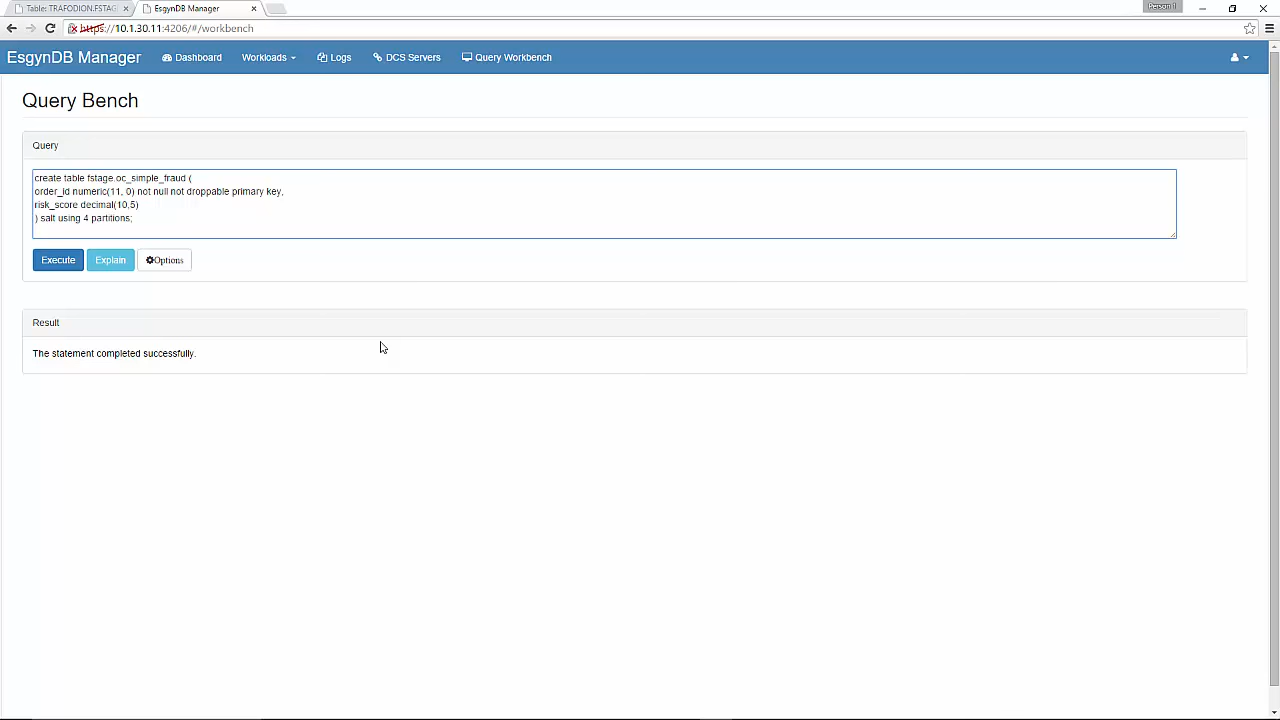 Table: TRAFODION.FSTAG
EsgynDB Manager
Person 1
https://10.1.30.11:4206/#/workbench
EsgynDB Manager Dashboard Workloads Logs DCS Servers Query Workbench
Query Bench
Query
create table fstage.oc_simple_fraud (
order_id numeric(11, 0) not null not droppable primary key,
risk_score decimal(10,5)
) salt using 4 partitions;
Execute Explain Options
Result
The statement completed successfully.